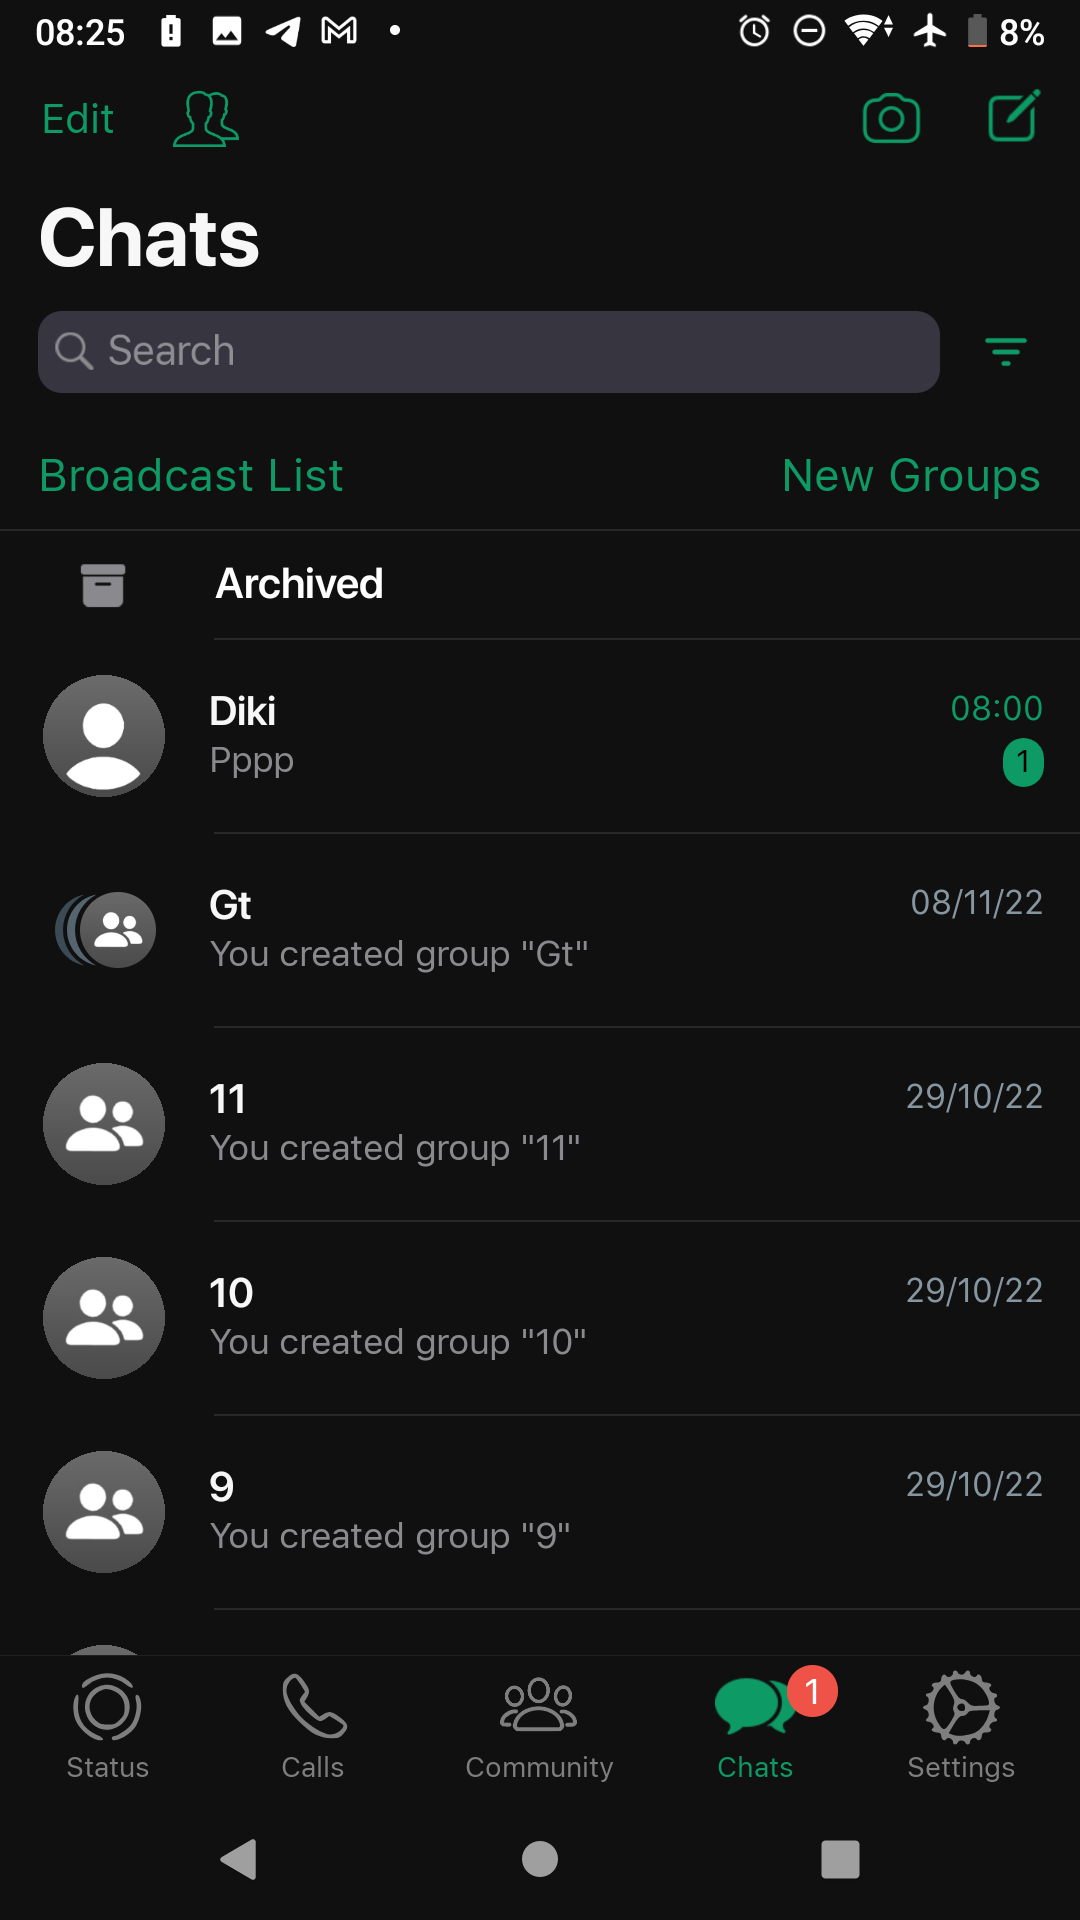 08:25 8%
Edit
Chats
Search
Broadcast List New Groups
Archived
Diki 08:00
Pppp 1
Gt 08/11/22
You created group "Gt"
11 29/10/22
You created group "11"
10 29/10/22
You created group "10"
9 29/10/22
You created group "9"
1
Status Calls Community Chats Settings